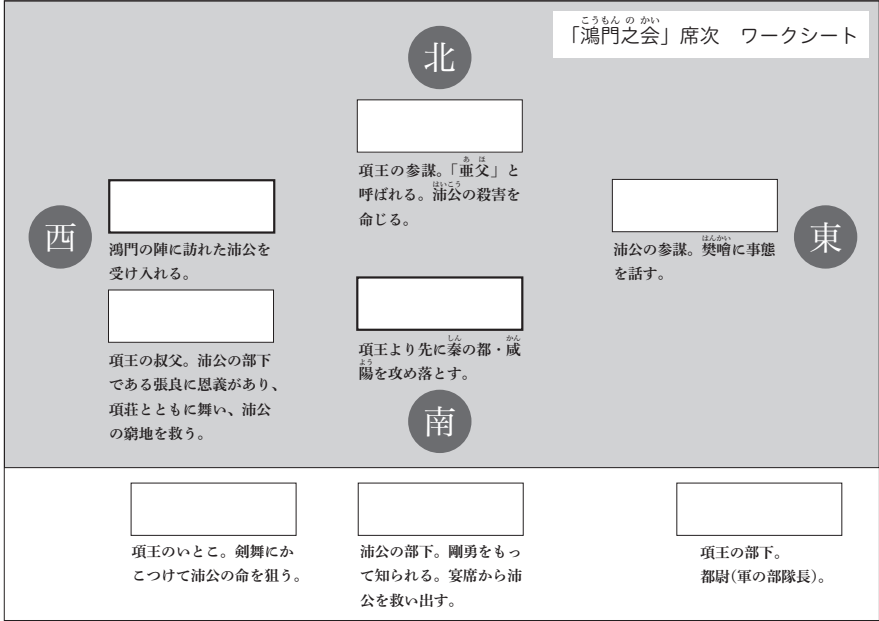 「鴻門之会」席次　ワークシート
こうもん の かい
北
項王の参謀。「亜父」と
あ ほ
呼ばれる。沛公の殺害を
はいこう
命じる。
西
鴻門の陣に訪れた沛公を
受け入れる。
東
沛公の参謀。樊噲に事態
はんかい
を話す。
項王の叔父。沛公の部下
である張良に恩義があり、
項荘とともに舞い、沛公
の窮地を救う。
項王より先に秦の都・咸
しん かん
陽を攻め落とす。
よう
南
項王のいとこ。剣舞にか
こつけて沛公の命を狙う。
沛公の部下。剛勇をもっ
て知られる。宴席から沛
公を救い出す。
項王の部下。
都尉(軍の部隊長)。